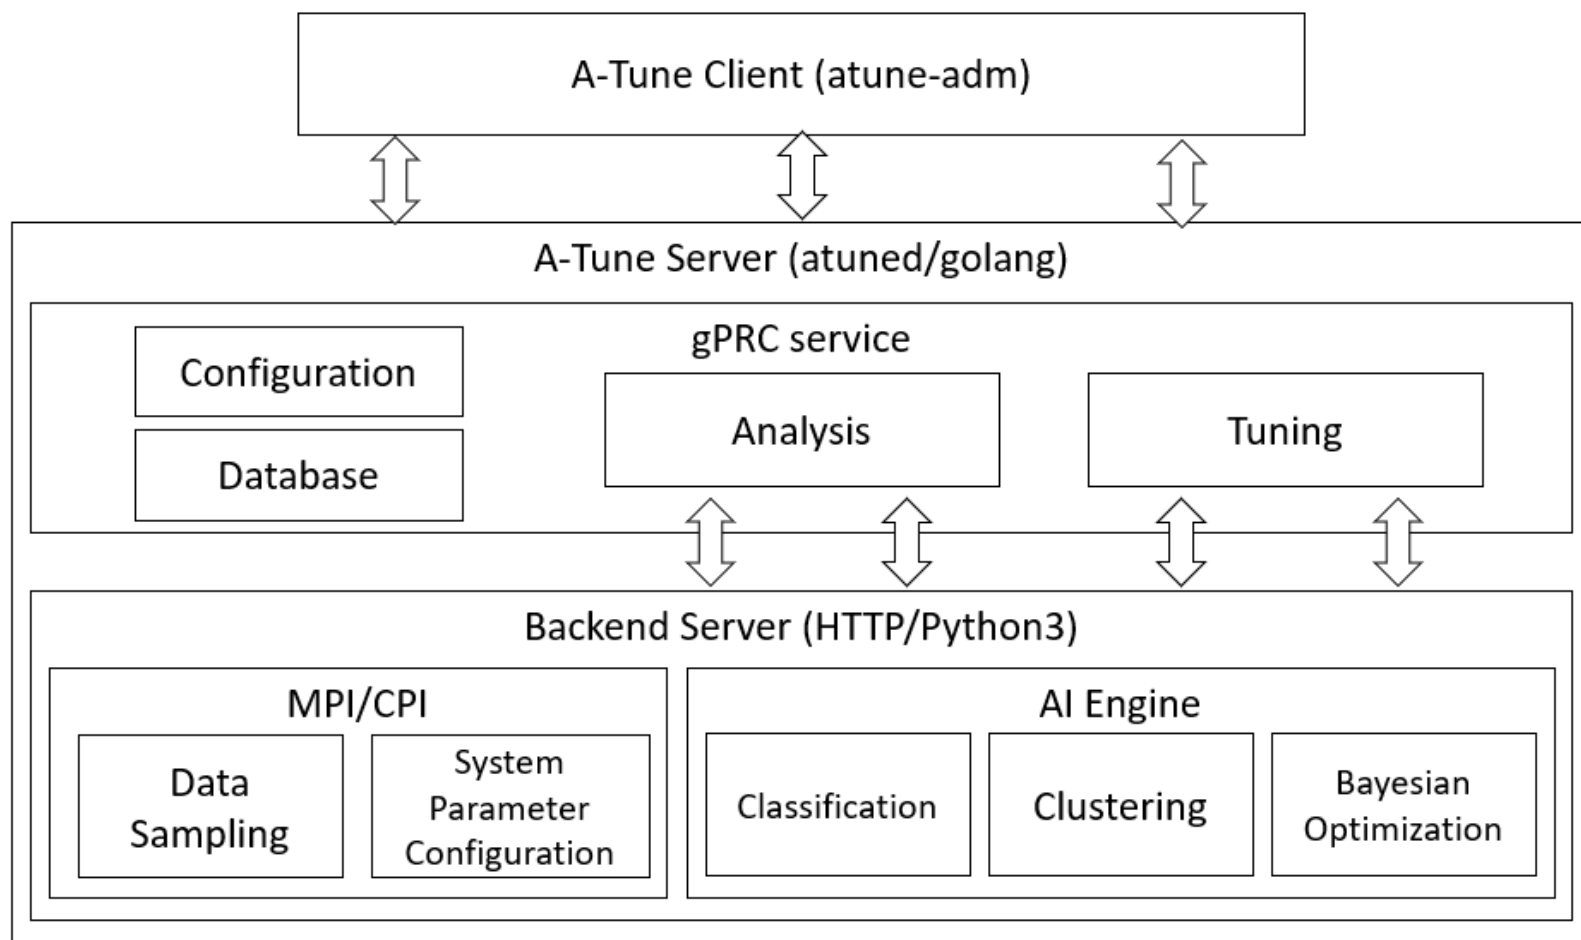 A-Tune Client (atune-adm)
A-Tune Server (atuned/golang)
gPRC service
Configuration
Database
Analysis
Tuning
Backend Server (HTTP/Python3)
MPI/CPI
Data
Sampling
System
Parameter
Configuration
AI Engine
Classification
Clustering
Bayesian
Optimization